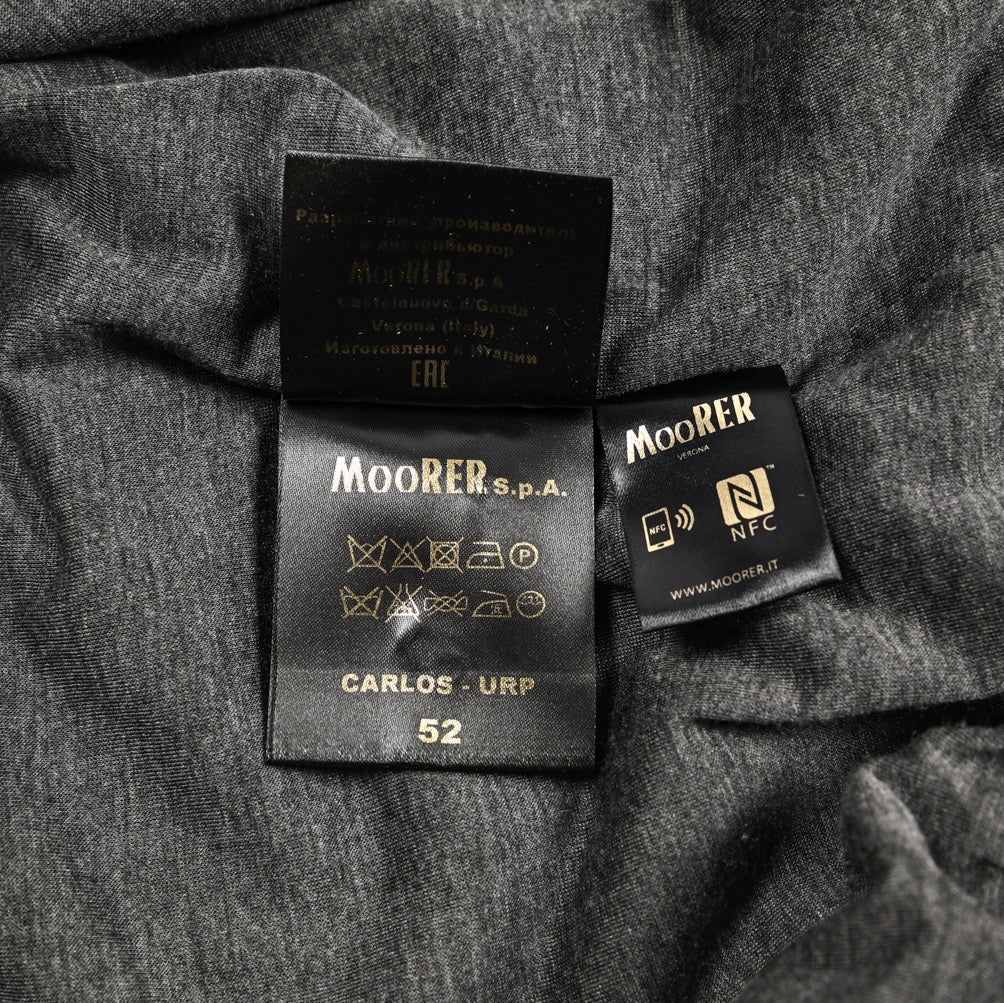 Разработчик, производитель
и дистрибьютор
MOORER S.p.A.
Castelnuovo d/Garda
Verona (Italy)
Изготовлено в Италии
EAC
MOORER S.p.A.
P
CARLOS - URP
52
MOORER
VERONA
NFC
NFC™
WWW.MOORER.IT